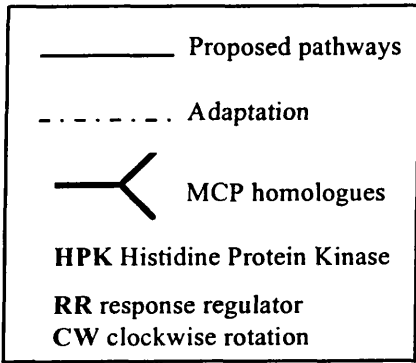 Proposed pathways
Adaptation
MCP homologues
HPK Histidine Protein Kinase
RR response regulator
CW clockwise rotation